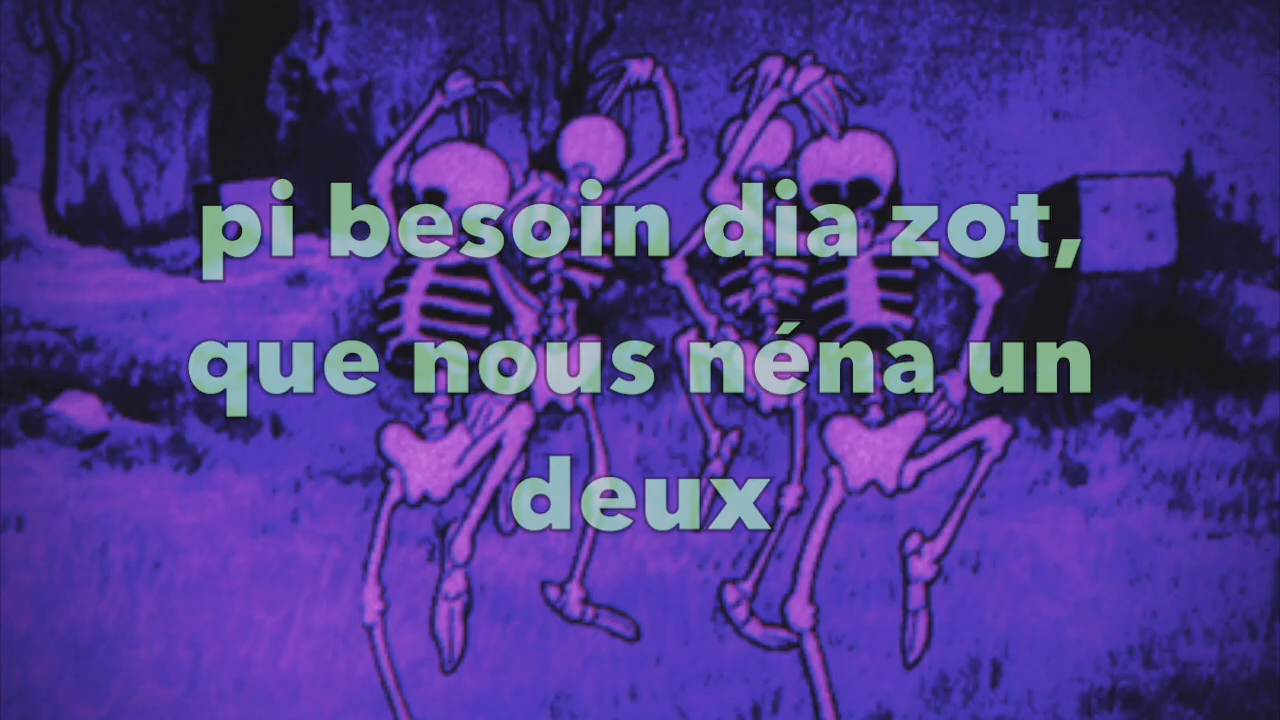 pi besoin dia zot,
que nous néna un
deux